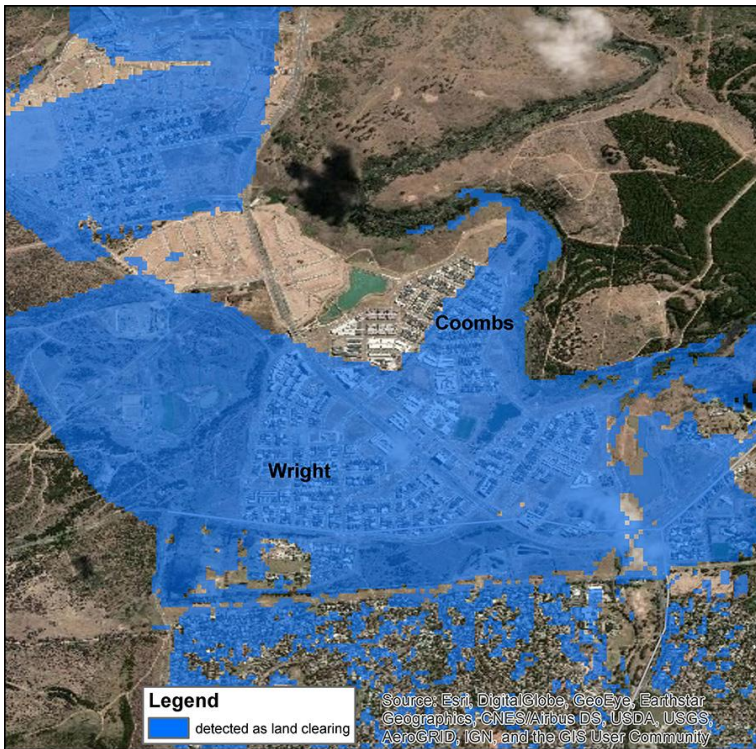 Coombs
Wright
Legend
detected as land clearing
Source: Esri, DigitalGlobe, GeoEye, Earthstar
Geographics, CNES/Airbus DS, USDA, USGS,
AeroGRID, IGN, and the GIS User Community